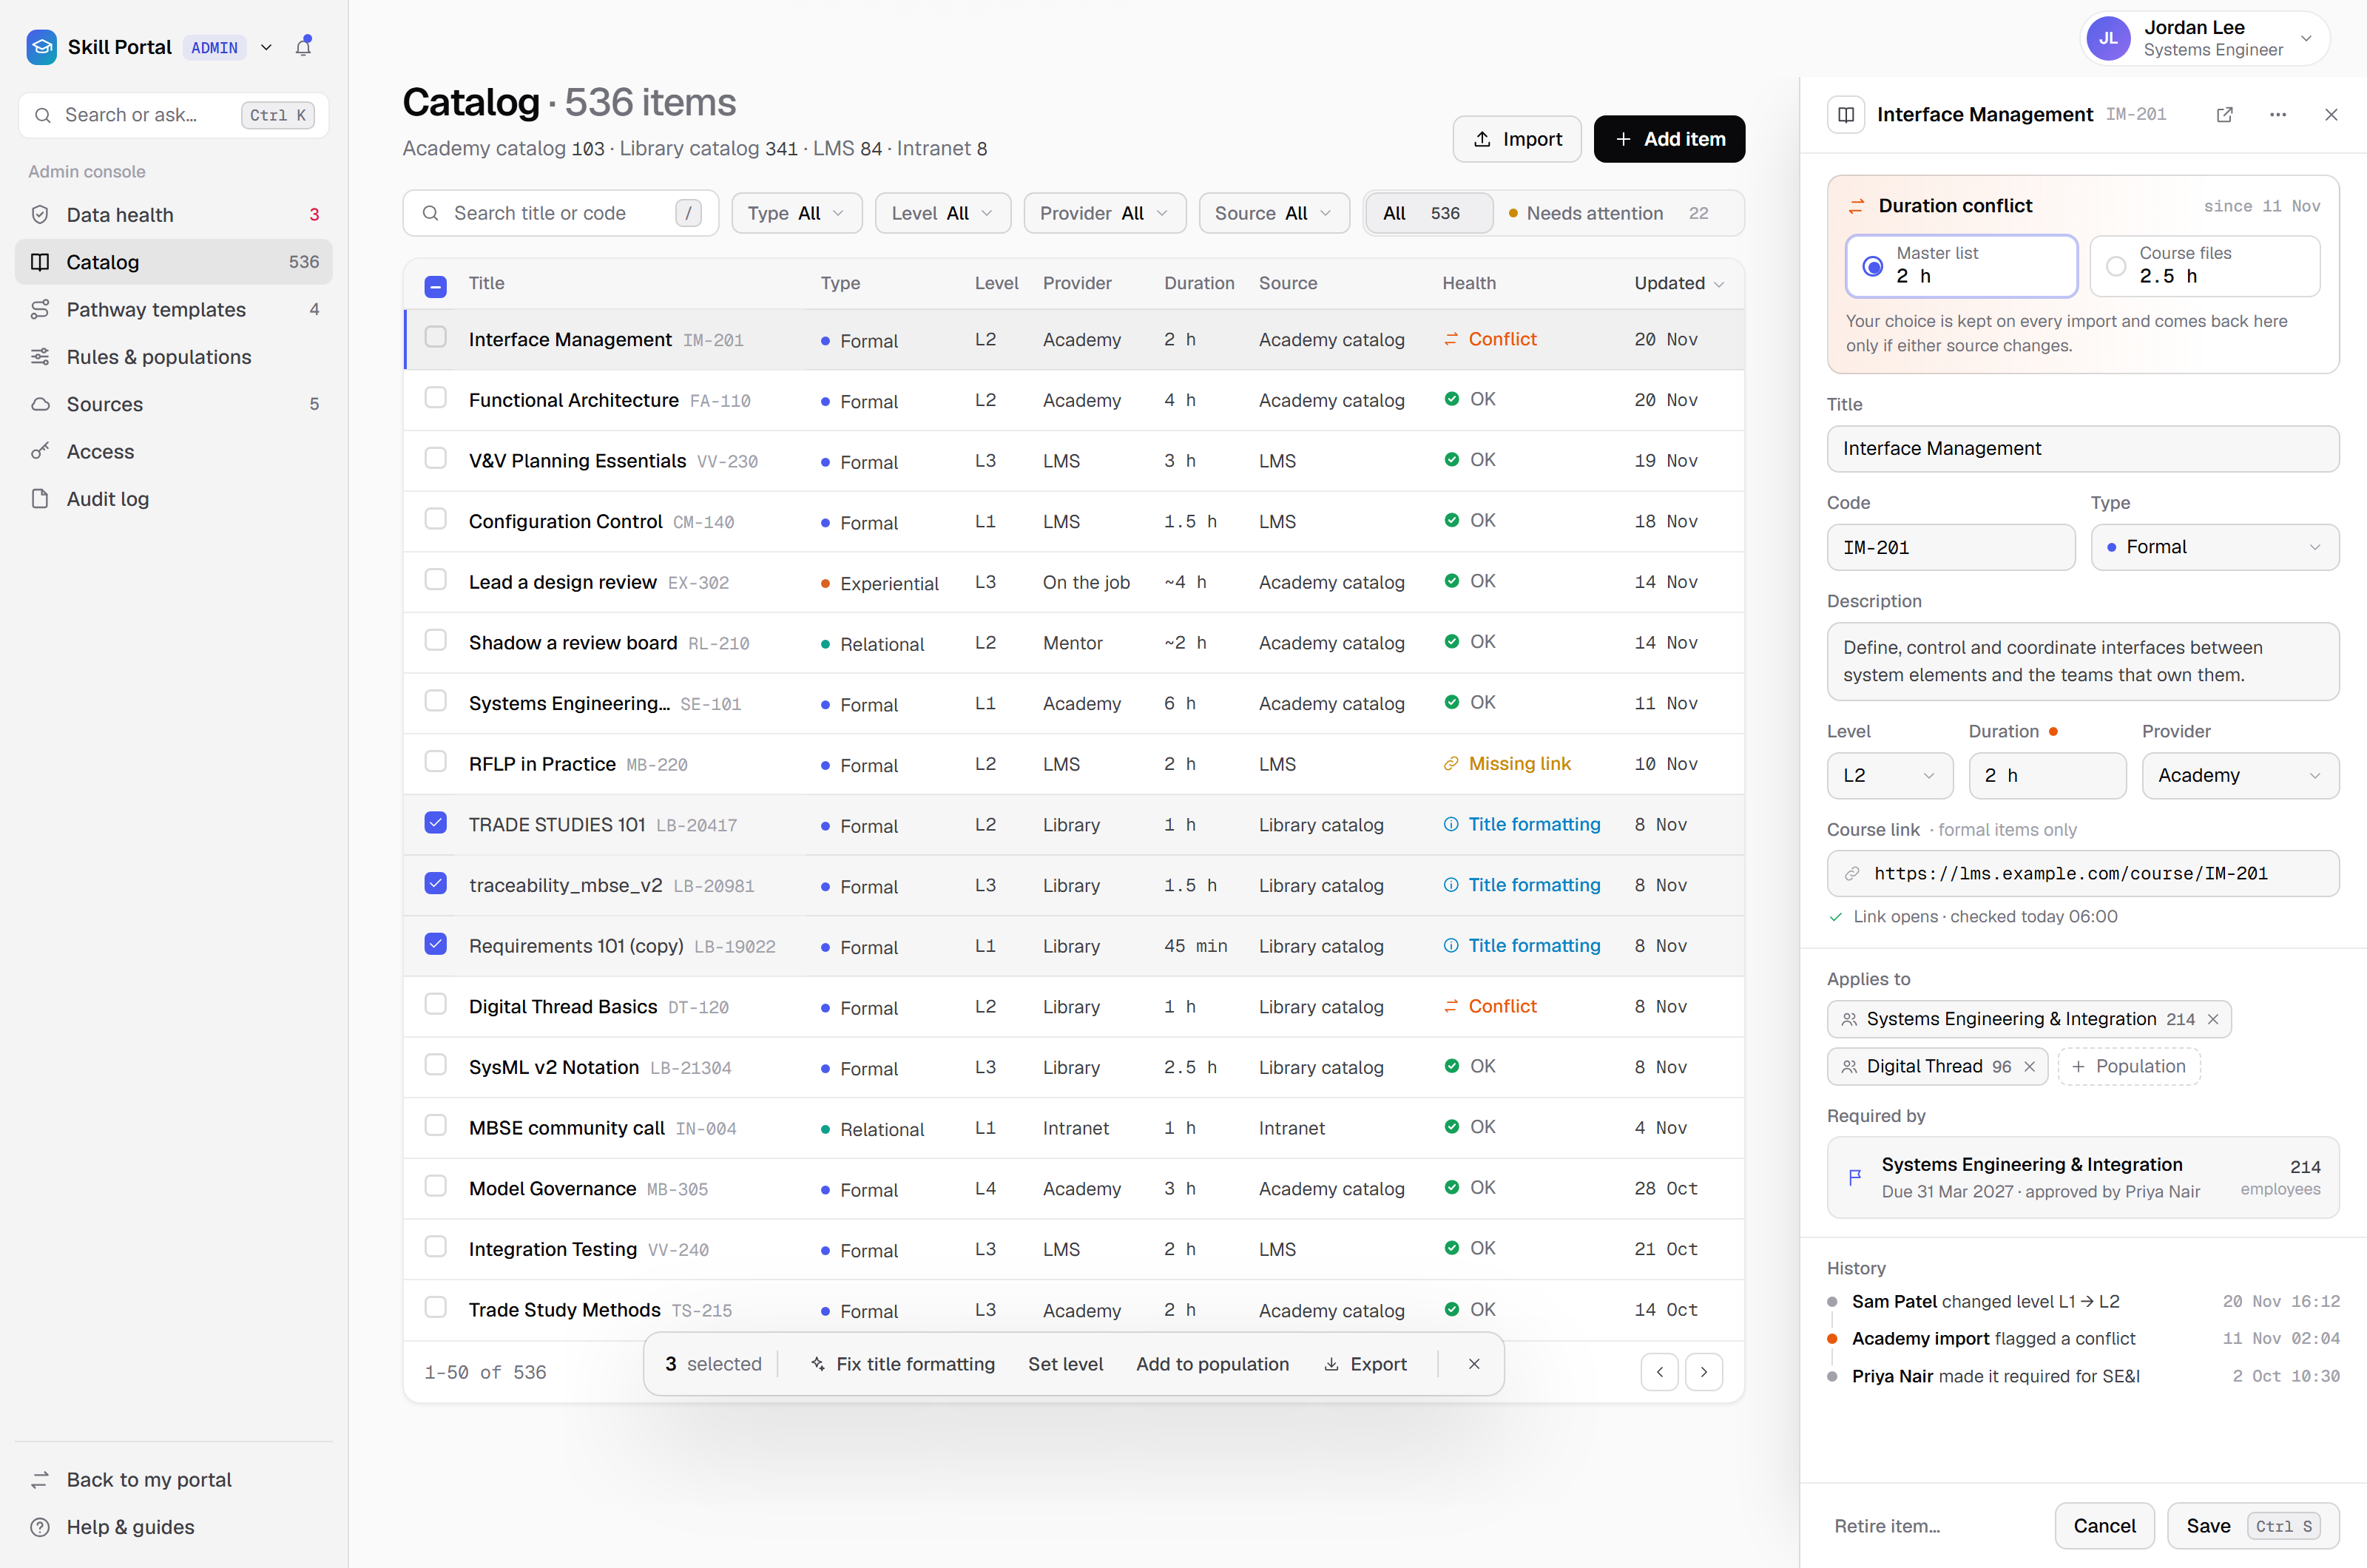 Skill Portal ADMIN
Search or ask... Ctrl K
Admin console
Data health 3
Catalog 536
Pathway templates 4
Rules & populations
Sources 5
Access
Audit log
Back to my portal
Help & guides
JL Jordan Lee
Systems Engineer
Catalog · 536 items
Academy catalog 103 · Library catalog 341 · LMS 84 · Intranet 8
Import
+ Add item
Search title or code /
Type All
Level All
Provider All
Source All
All 536
Needs attention 22
Title Type Level Provider Duration Source Health Updated
Interface Management IM-201 Formal L2 Academy 2 h Academy catalog Conflict 20 Nov
Functional Architecture FA-110 Formal L2 Academy 4 h Academy catalog OK 20 Nov
V&V Planning Essentials VV-230 Formal L3 LMS 3 h LMS OK 19 Nov
Configuration Control CM-140 Formal L1 LMS 1.5 h LMS OK 18 Nov
Lead a design review EX-302 Experiential L3 On the job ~4 h Academy catalog OK 14 Nov
Shadow a review board RL-210 Relational L2 Mentor ~2 h Academy catalog OK 14 Nov
Systems Engineering... SE-101 Formal L1 Academy 6 h Academy catalog OK 11 Nov
RFLP in Practice MB-220 Formal L2 LMS 2 h LMS Missing link 10 Nov
TRADE STUDIES 101 LB-20417 Formal L2 Library 1 h Library catalog Title formatting 8 Nov
traceability_mbse_v2 LB-20981 Formal L3 Library 1.5 h Library catalog Title formatting 8 Nov
Requirements 101 (copy) LB-19022 Formal L1 Library 45 min Library catalog Title formatting 8 Nov
Digital Thread Basics DT-120 Formal L2 Library 1 h Library catalog Conflict 8 Nov
SysML v2 Notation LB-21304 Formal L3 Library 2.5 h Library catalog OK 8 Nov
MBSE community call IN-004 Relational L1 Intranet 1 h Intranet OK 4 Nov
Model Governance MB-305 Formal L4 Academy 3 h Academy catalog OK 28 Oct
Integration Testing VV-240 Formal L3 LMS 2 h LMS OK 21 Oct
Trade Study Methods TS-215 Formal L3 Academy 2 h Academy catalog OK 14 Oct
1-50 of 536
3 selected Fix title formatting Set level Add to population Export
Interface Management IM-201
Duration conflict since 11 Nov
Master list
2 h
Course files
2.5 h
Your choice is kept on every import and comes back here
only if either source changes.
Title
Interface Management
Code Type
IM-201 Formal
Description
Define, control and coordinate interfaces between
system elements and the teams that own them.
Level Duration Provider
L2 2 h Academy
Course link · formal items only
https://lms.example.com/course/IM-201
Link opens · checked today 06:00
Applies to
Systems Engineering & Integration 214
Digital Thread 96
+ Population
Required by
Systems Engineering & Integration 214
Due 31 Mar 2027 · approved by Priya Nair employees
History
Sam Patel changed level L1 → L2 20 Nov 16:12
Academy import flagged a conflict 11 Nov 02:04
Priya Nair made it required for SE&I 2 Oct 10:30
Retire item...
Cancel
Save Ctrl S